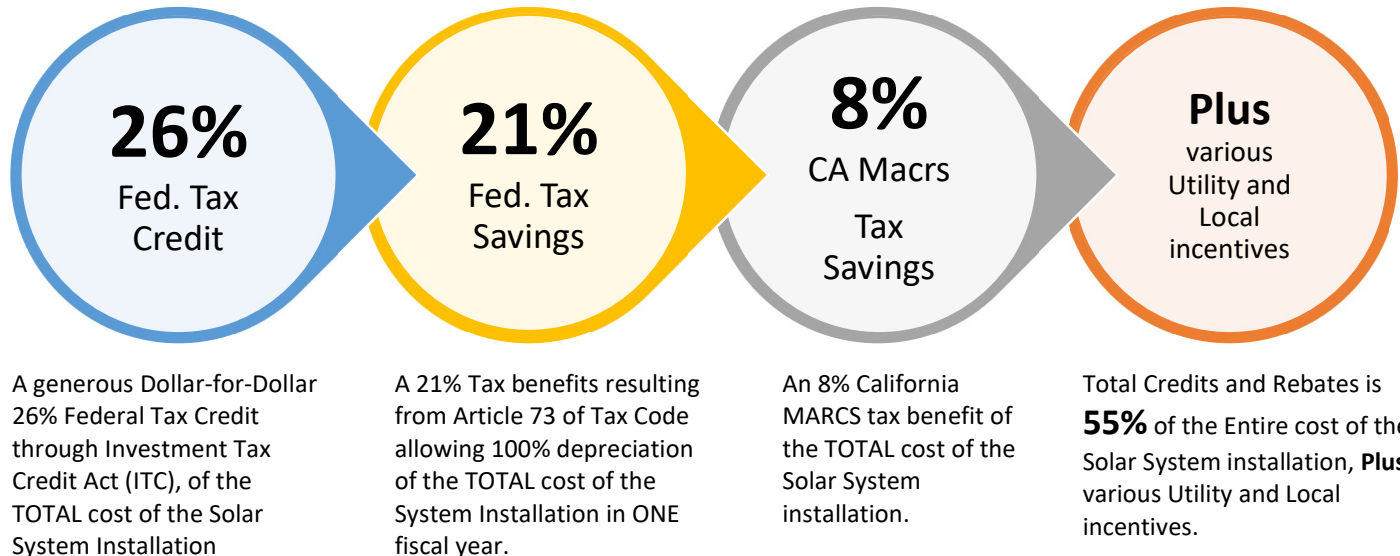 26%
Fed. Tax
Credit
21%
Fed. Tax
Savings
8%
CA Macrs
Tax
Savings
Plus
various
Utility and
Local
incentives
A generous Dollar-for-Dollar
26% Federal Tax Credit
through Investment Tax
Credit Act (ITC), of the
TOTAL cost of the Solar
System Installation
A 21% Tax benefits resulting
from Article 73 of Tax Code
allowing 100% depreciation
of the TOTAL cost of the
System Installation in ONE
fiscal year.
An 8% California
MARCS tax benefit of
the TOTAL cost of the
Solar System
installation.
Total Credits and Rebates is
55% of the Entire cost of the
Solar System installation, Plus
various Utility and Local
incentives.